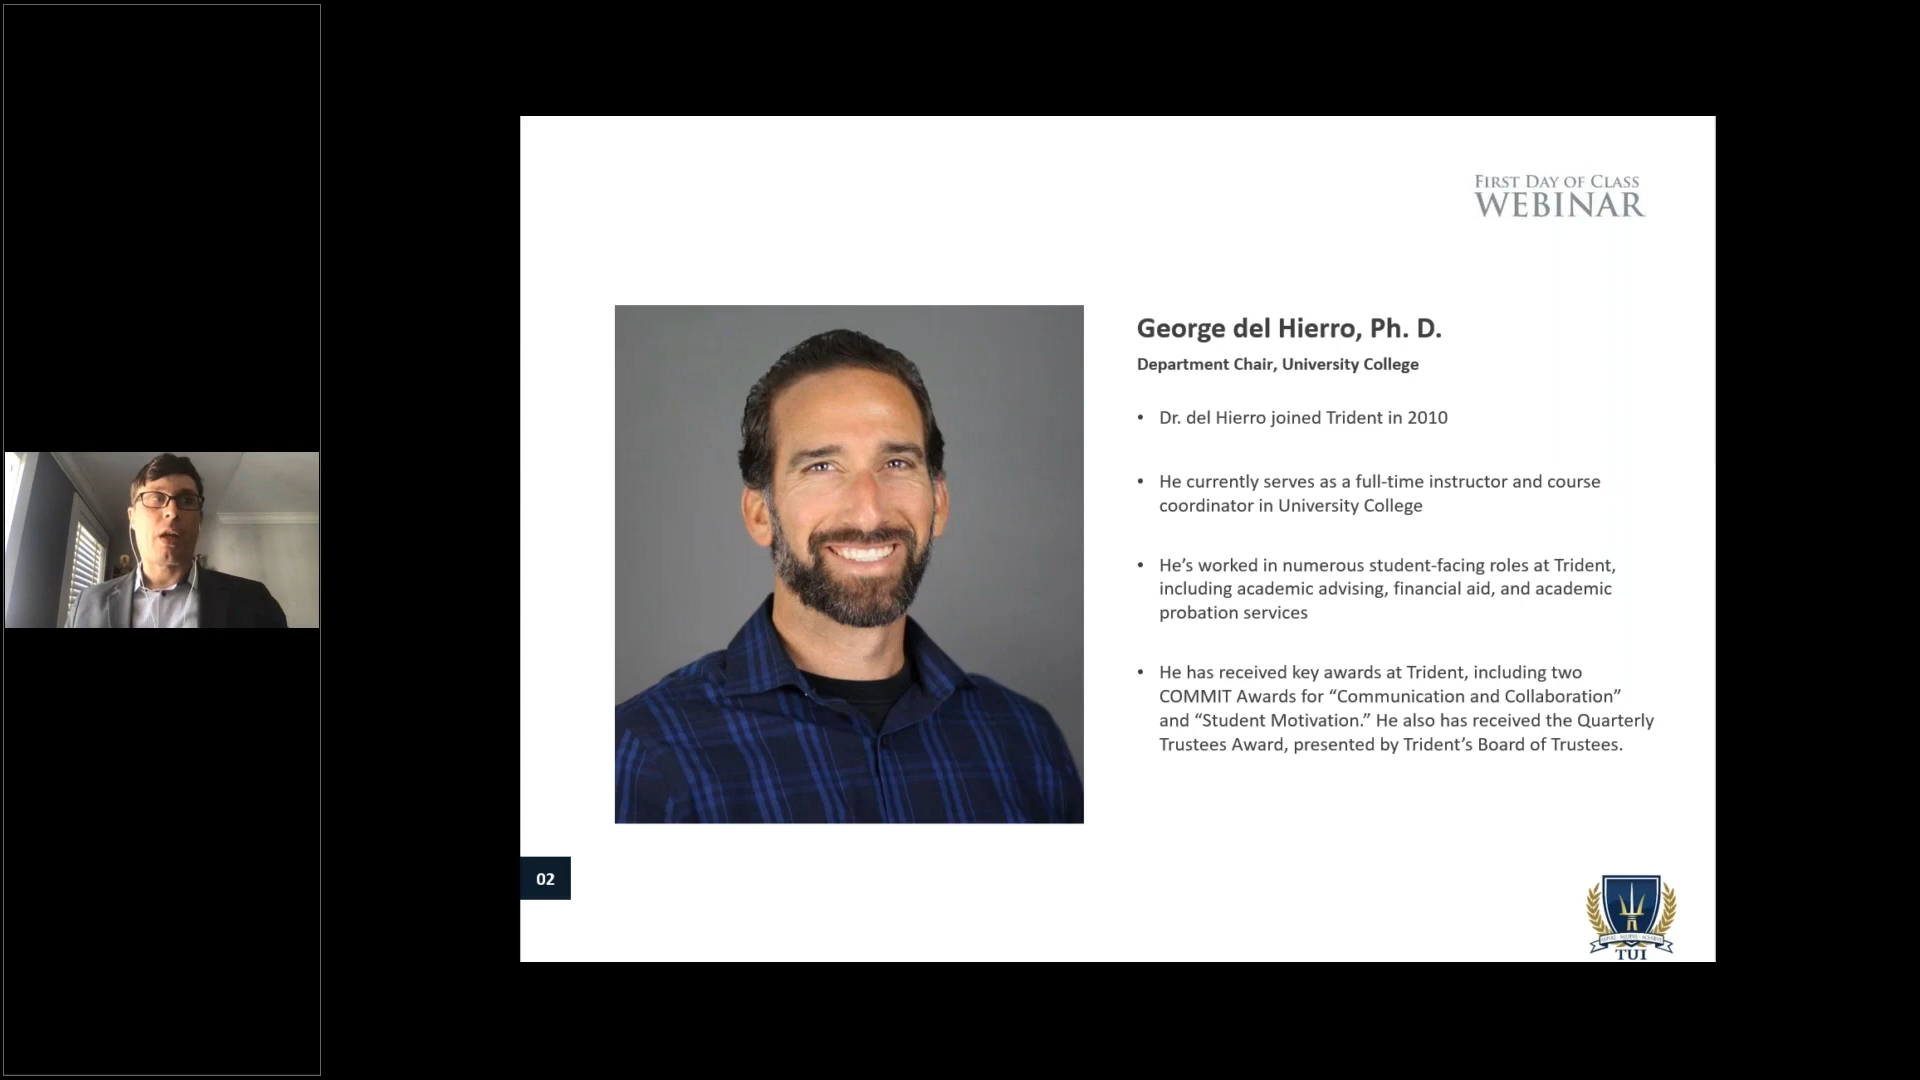 FIRST DAY OF CLASS
WEBINAR
George del Hierro, Ph. D.
Department Chair, University College
• Dr. del Hierro joined Trident in 2010
• He currently serves as a full-time instructor and course
coordinator in University College
• He’s worked in numerous student-facing roles at Trident,
including academic advising, financial aid, and academic
probation services
• He has received key awards at Trident, including two
COMMIT Awards for “Communication and Collaboration”
and “Student Motivation.” He also has received the Quarterly
Trustees Award, presented by Trident’s Board of Trustees.
02
TUI